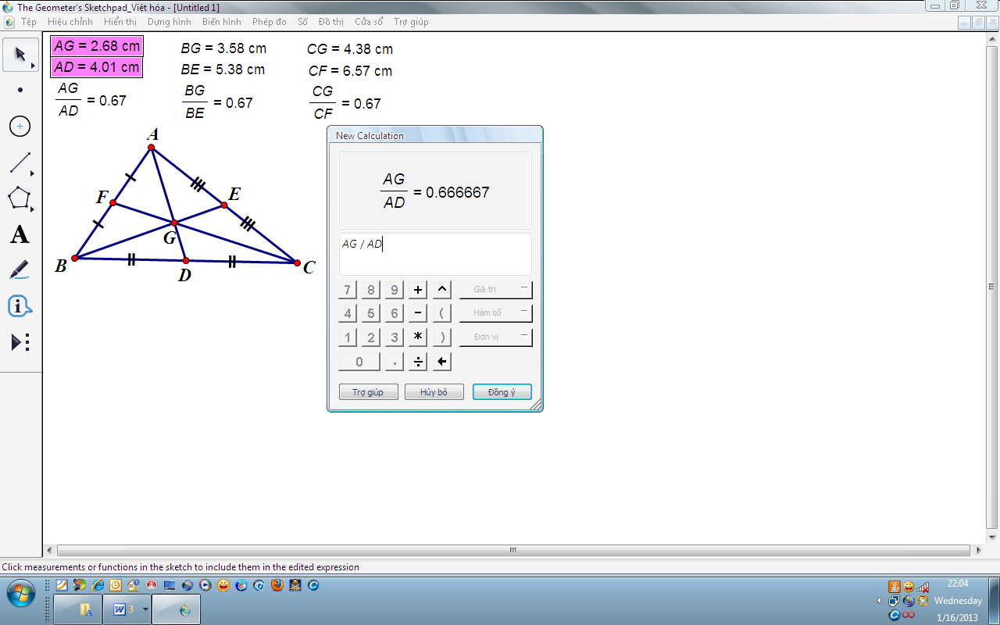 The Geometer's Sketchpad_Việt hóa - [Untitled 1]
Tệp Hiệu chỉnh Hiển thị Dựng hình Biến hình Phép đo Số Đồ thị Cửa sổ Trợ giúp
AG = 2.68 cm BG = 3.58 cm CG = 4.38 cm
AD = 4.01 cm BE = 5.38 cm CF = 6.57 cm
AG/AD = 0.67 BG/BE = 0.67 CG/CF = 0.67
A
F
E
G
B
D
C
A
New Calculation
AG/AD = 0.666667
AG / AD
7 8 9 + ^ Giá trị
4 5 6 - ( Hàm số
1 2 3 * ) Đơn vị
0 . ÷
Trợ giúp Hủy bỏ Đồng ý
Click measurements or functions in the sketch to include them in the edited expression
W 3
22:04
Wednesday
1/16/2013